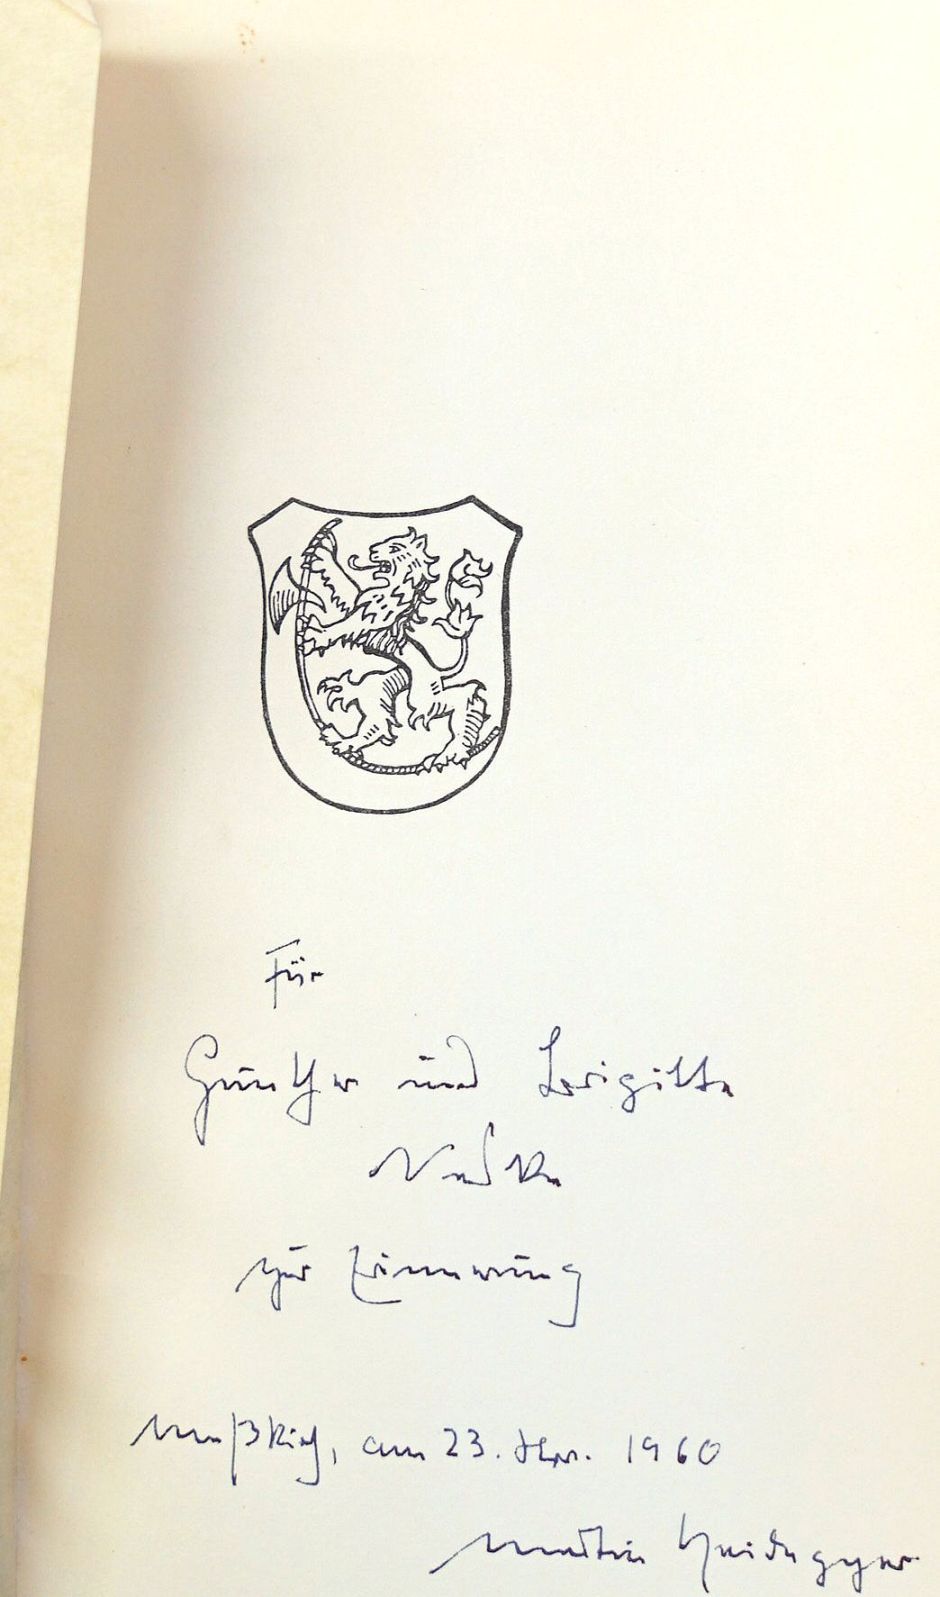 Für
Günther und Brigitte
Neske
zur Erinnerung
Meßkirch, am 23. 1960
Martin Heidegger